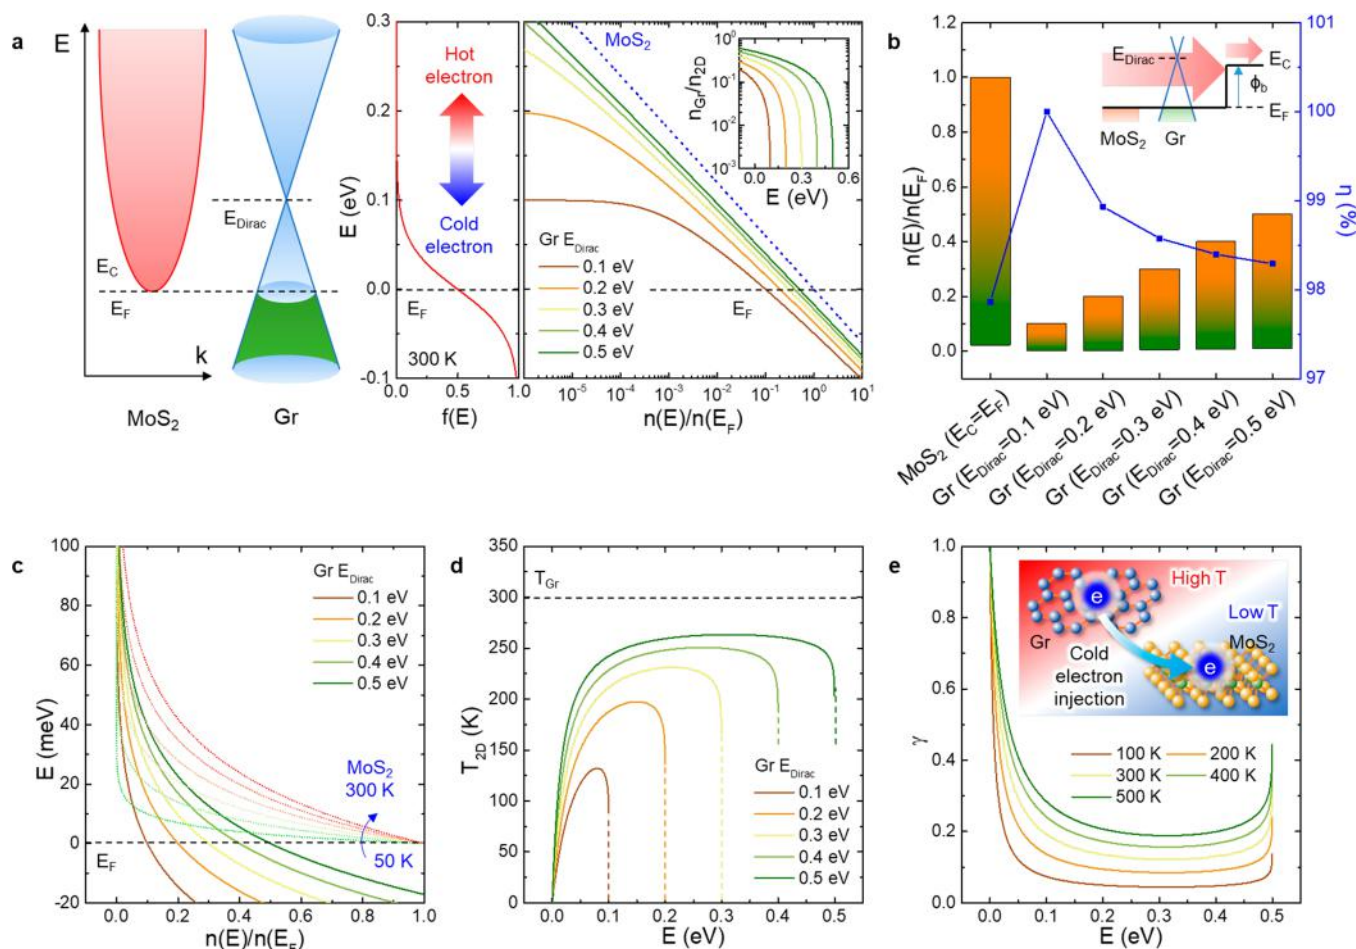 a
E
E_Dirac
E_C
E_F
k
MoS₂
Gr
E (eV)
0.3
0.2
0.1
0.0
-0.1
Hot
electron
Cold
electron
E_F
300 K
0.0 0.5 1.0
f(E)
MoS₂
Gr E_Dirac
0.1 eV
0.2 eV
0.3 eV
0.4 eV
0.5 eV
E_F
10⁻⁵ 10⁻⁴ 10⁻³ 10⁻² 10⁻¹ 10⁰ 10¹
n(E)/n(E_F)
n_Gr/n_2D
10¹
10⁰
10⁻¹
10⁻²
10⁻³
0.0 0.3 0.6
E (eV)
b
n(E)/n(E_F)
1.2
1.0
0.8
0.6
0.4
0.2
0.0
E_Dirac
E_C
ϕ_b
E_F
MoS₂
Gr
101
100
99
98
97
η (%)
MoS₂ (E_C=E_F)
Gr (E_Dirac=0.1 eV)
Gr (E_Dirac=0.2 eV)
Gr (E_Dirac=0.3 eV)
Gr (E_Dirac=0.4 eV)
Gr (E_Dirac=0.5 eV)
c
E (meV)
100
80
60
40
20
0
-20
Gr E_Dirac
0.1 eV
0.2 eV
0.3 eV
0.4 eV
0.5 eV
MoS₂
300 K
50 K
E_F
0.0 0.2 0.4 0.6 0.8 1.0
n(E)/n(E_F)
d
T_2D (K)
350
300
250
200
150
100
50
0
T_Gr
Gr E_Dirac
0.1 eV
0.2 eV
0.3 eV
0.4 eV
0.5 eV
0.0 0.1 0.2 0.3 0.4 0.5
E (eV)
e
γ
1.0
0.8
0.6
0.4
0.2
0.0
High T
e
Low T
Gr
MoS₂
Cold
electron
injection
e
100 K 200 K
300 K 400 K
500 K
0.0 0.1 0.2 0.3 0.4 0.5
E (eV)